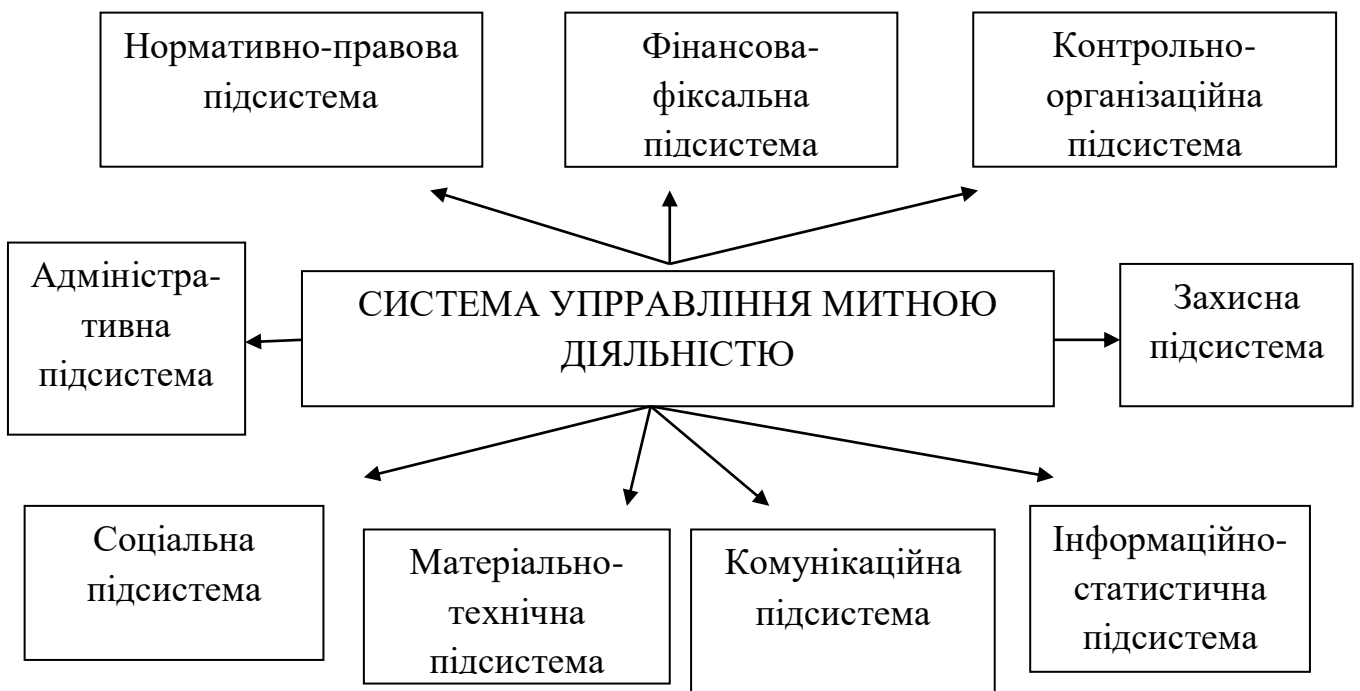 Нормативно-правова
підсистема
Фінансова-
фіксальна
підсистема
Контрольно-
організаційна
підсистема
Адміністра-
тивна
підсистема
СИСТЕМА УПРРАВЛІННЯ МИТНОЮ
ДІЯЛЬНІСТЮ
Захисна
підсистема
Соціальна
підсистема
Матеріально-
технічна
підсистема
Комунікаційна
підсистема
Інформаційно-
статистична
підсистема